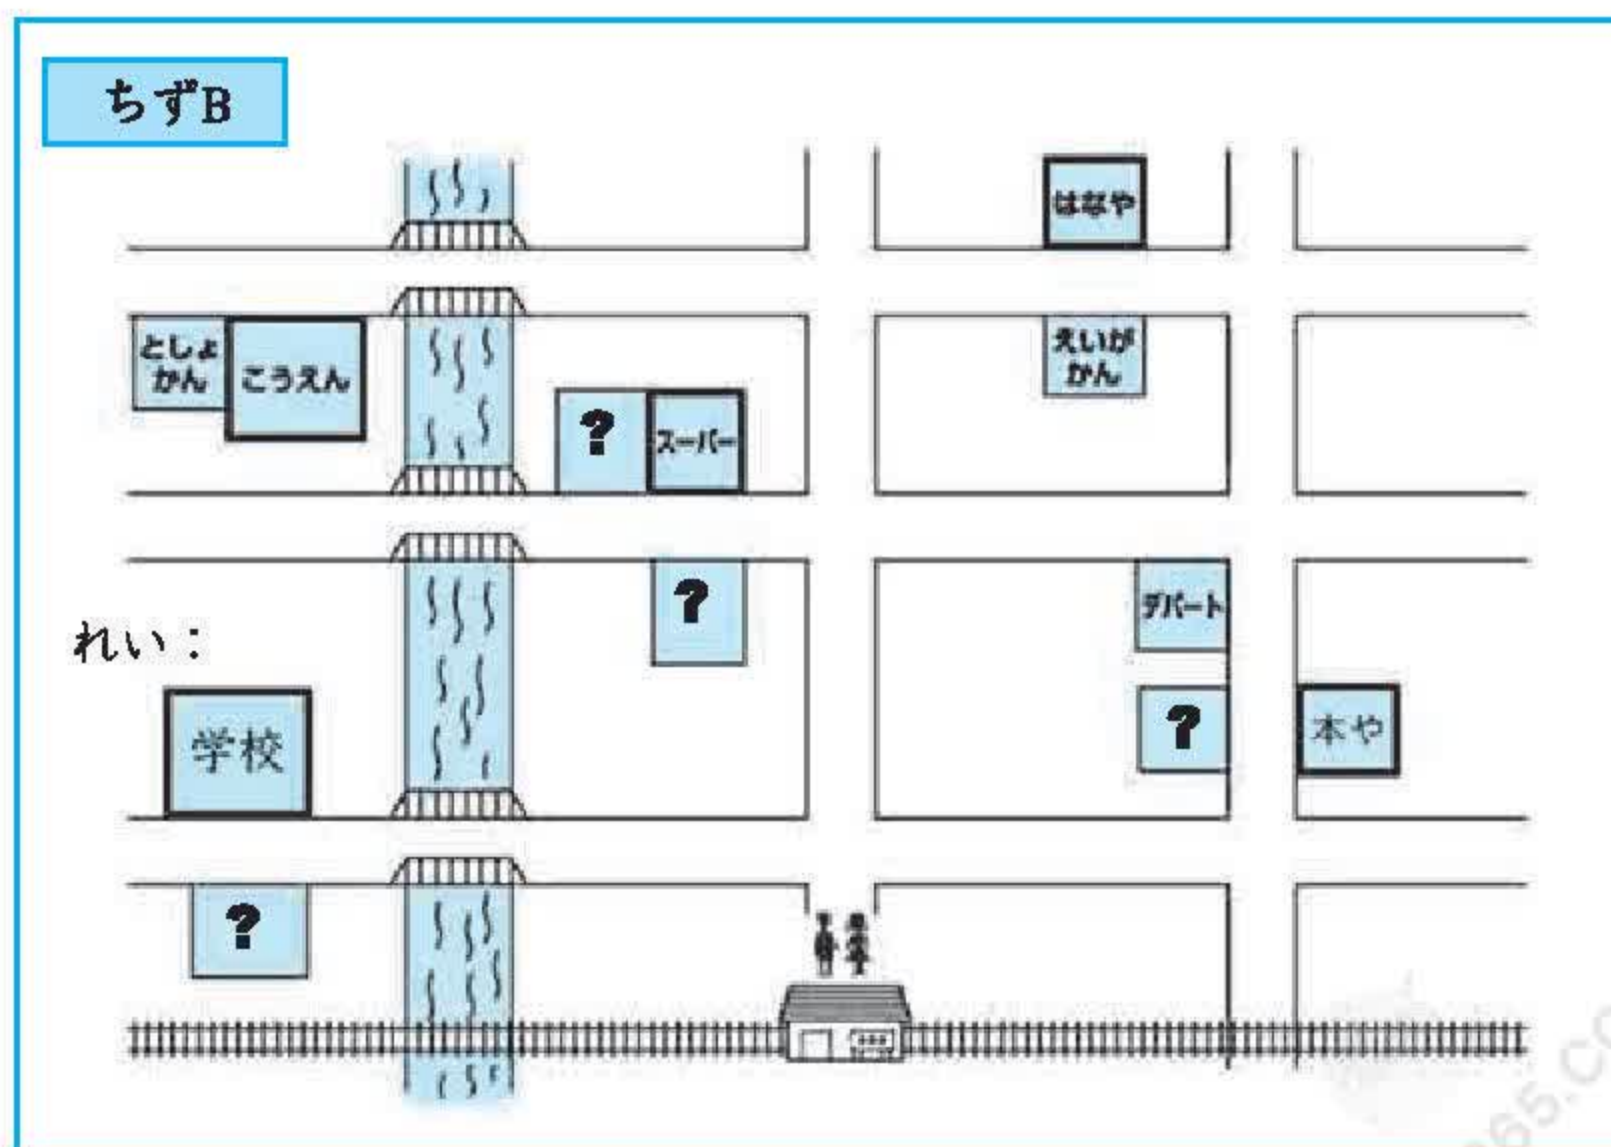 ちずB
はなや
としょ
かん
こうえん
えいが
かん
?
スーパー
?
デパート
れい：
学校
?
本や
?